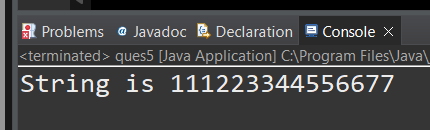 Problems Javadoc Declaration Console
<terminated> ques5 [Java Application] C:\Program Files\Java\
String is 111223344556677